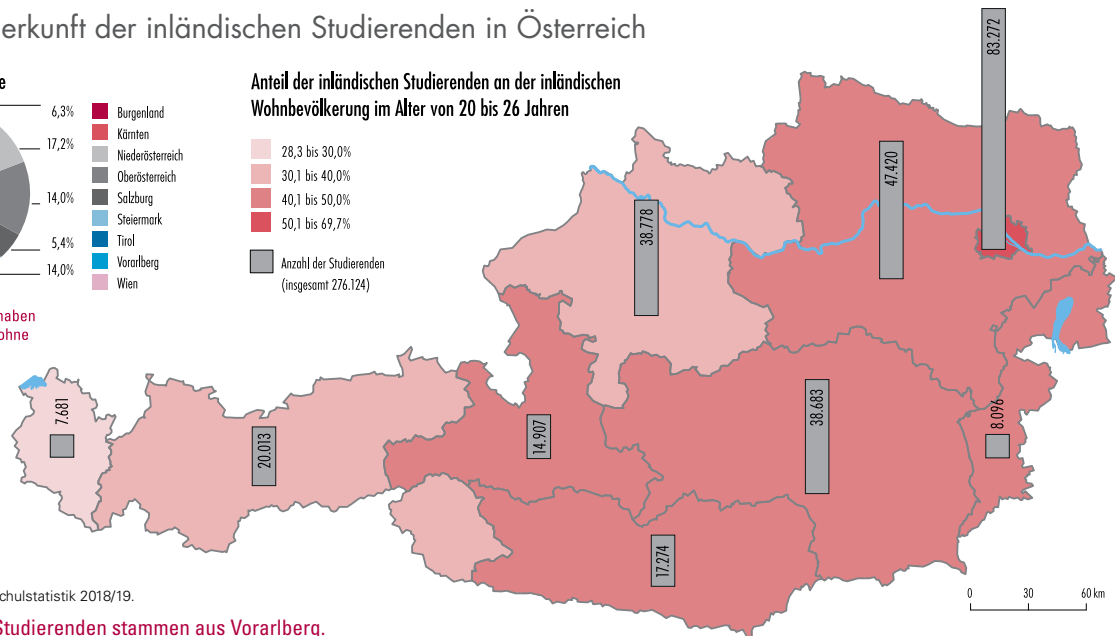 erkunft der inländischen Studierenden in Österreich
e
6,3%
17,2%
14,0%
5,4%
14,0%
Burgenland
Kärnten
Niederösterreich
Oberösterreich
Salzburg
Steiermark
Tirol
Vorarlberg
Wien
haben
ohne
Anteil der inländischen Studierenden an der inländischen
Wohnbevölkerung im Alter von 20 bis 26 Jahren
28,3 bis 30,0%
30,1 bis 40,0%
40,1 bis 50,0%
50,1 bis 69,7%
Anzahl der Studierenden
(insgesamt 276.124)
83.272
47.420
38.778
7.681
20.013
14.907
38.683
8.096
17.274
0 30 60 km
chulstatistik 2018/19.
Studierenden stammen aus Vorarlberg.